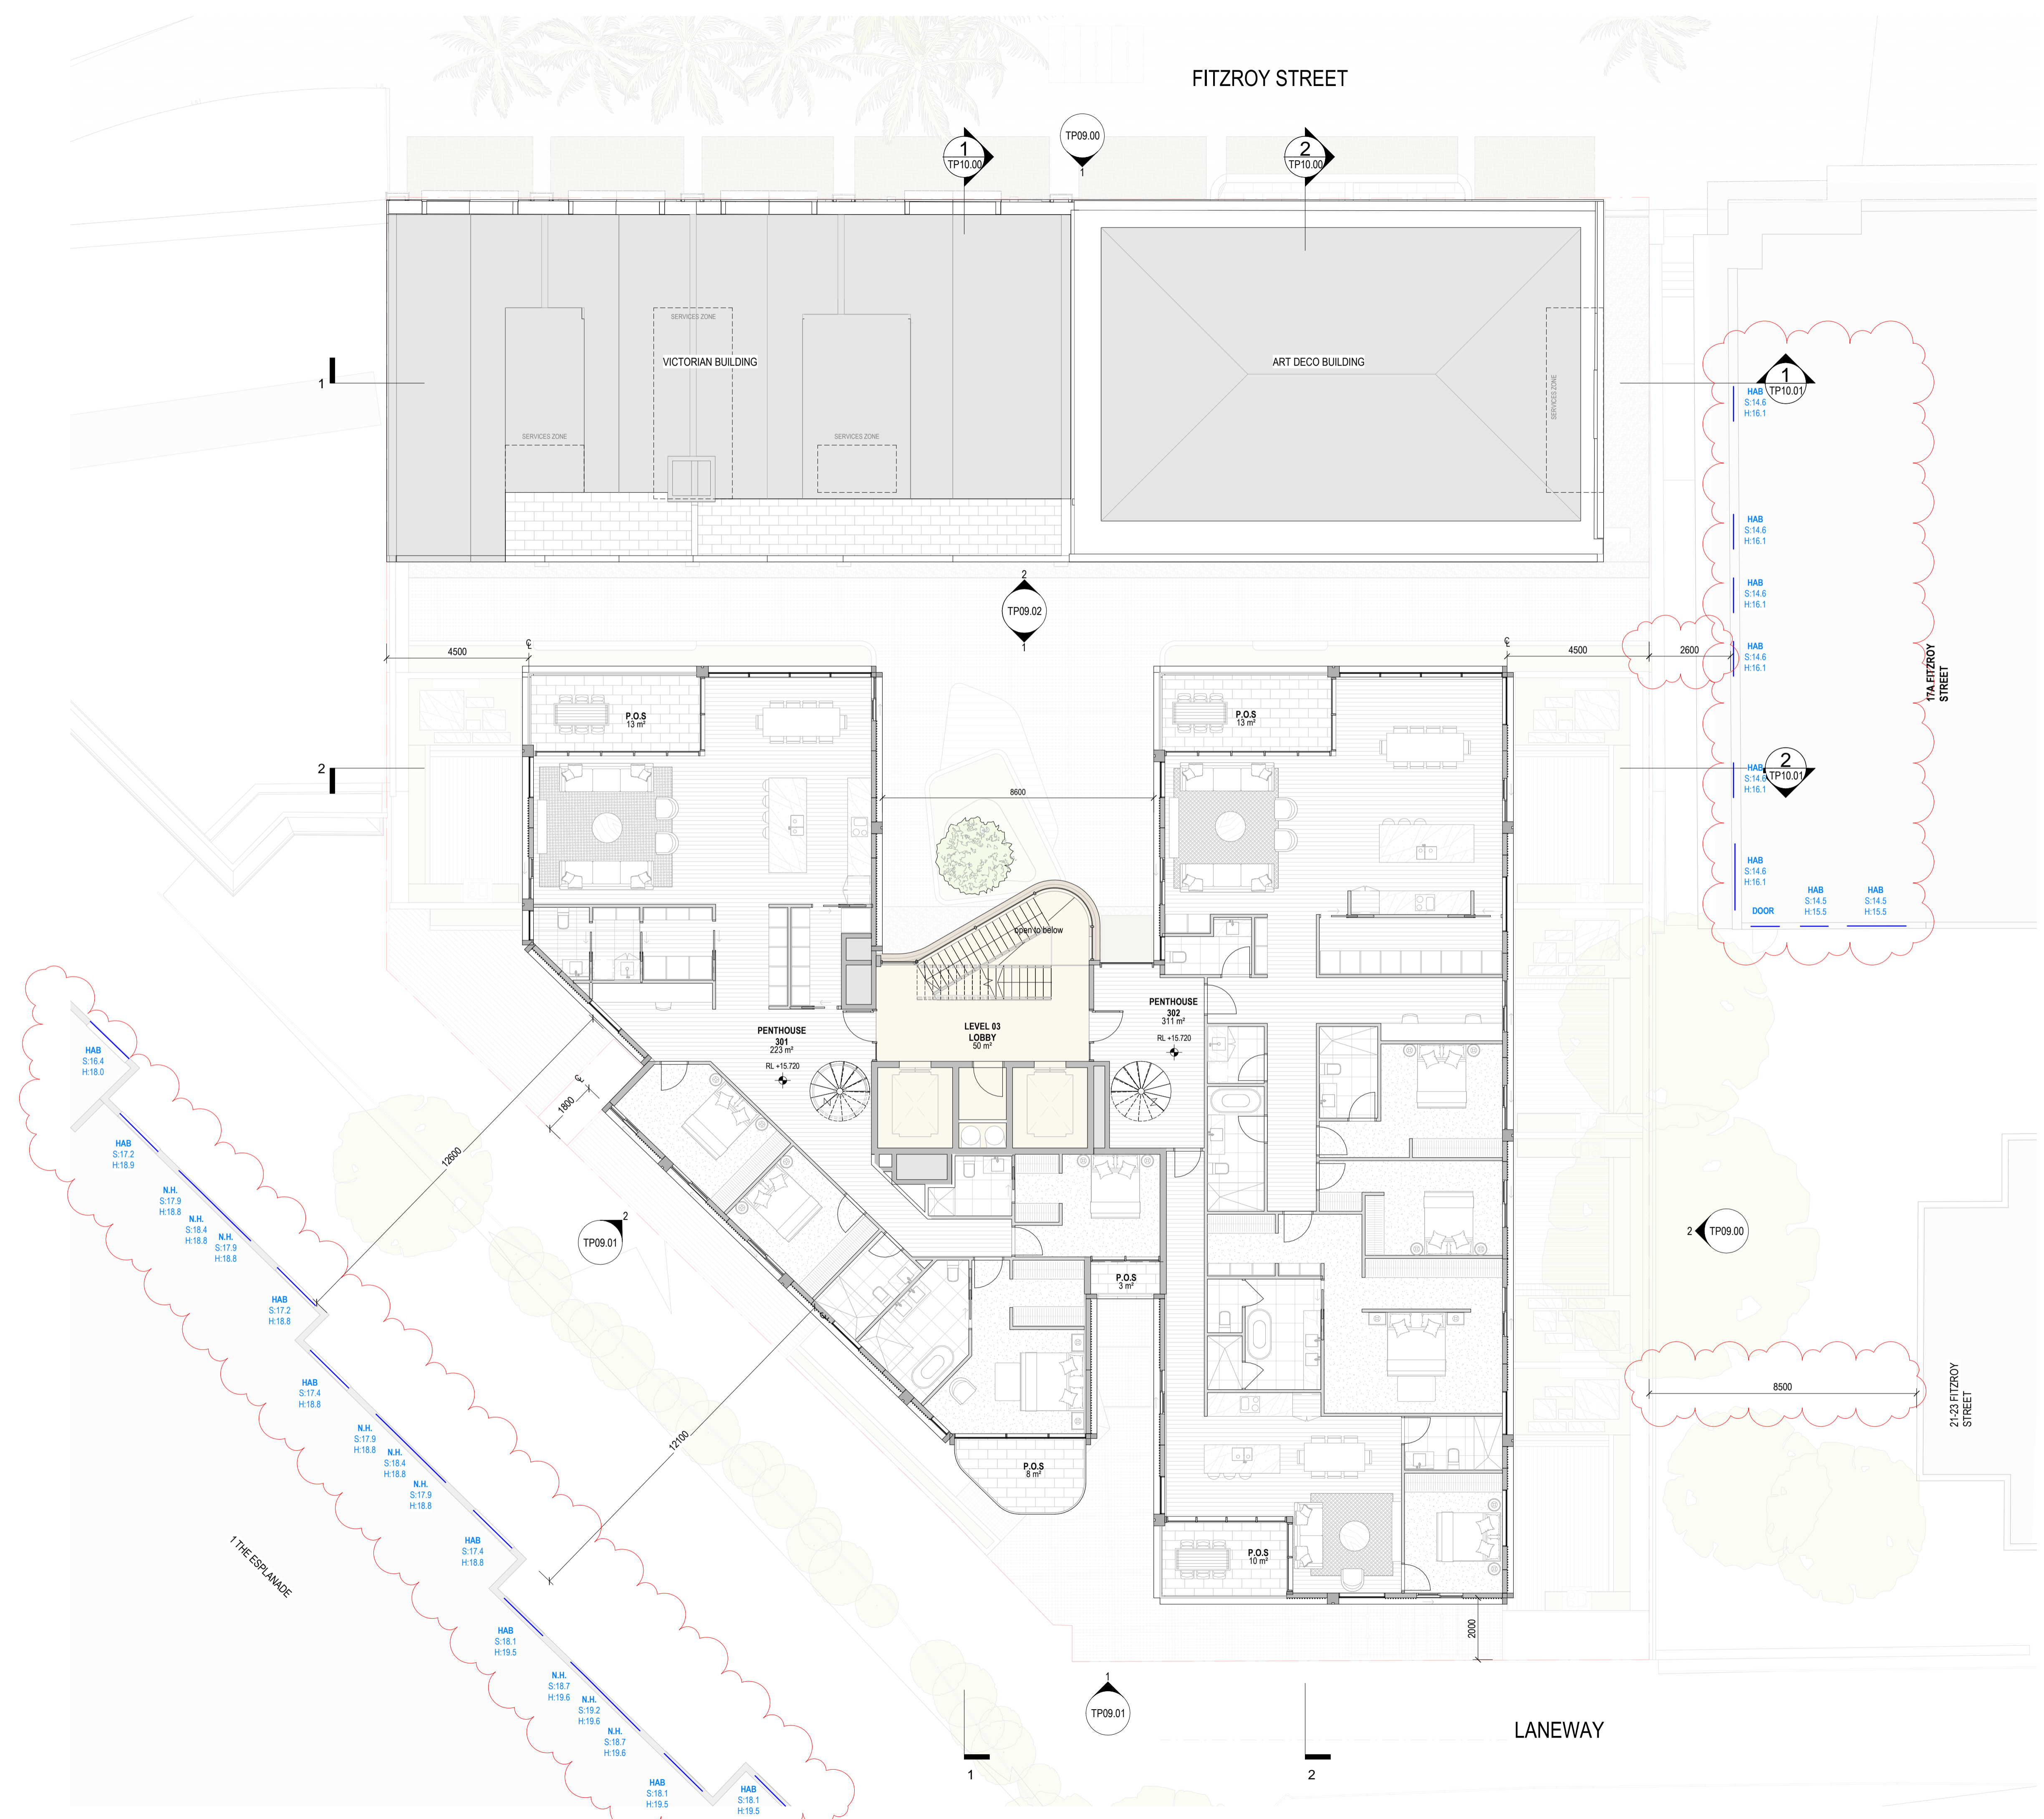 FITZROY STREET
TP09.00
1
1
TP10.00
2
TP10.00
SERVICES ZONE
VICTORIAN BUILDING
ART DECO BUILDING
SERVICES ZONE
SERVICES ZONE
SERVICES ZONE
1
1
TP10.01
HAB
S:14.6
H:16.1
HAB
S:14.6
H:16.1
HAB
S:14.6
H:16.1
HAB
S:14.6
H:16.1
17A FITZROY
STREET
2
TP09.02
1
4500
4500
2600
P.O.S
13 m²
P.O.S
13 m²
2
2
TP10.01
HAB
S:14.6
H:16.1
8600
HAB
S:14.6
H:16.1
DOOR
HAB
S:14.5
H:15.5
HAB
S:14.5
H:15.5
open to below
PENTHOUSE
301
223 m²
RL +15.720
LEVEL 03
LOBBY
50 m²
PENTHOUSE
302
311 m²
RL +15.720
1800
12600
HAB
S:16.4
H:18.0
HAB
S:17.2
H:18.9
N.H.
S:17.9
H:18.8
N.H.
S:18.4
H:18.8
N.H.
S:17.9
H:18.8
HAB
S:17.2
H:18.8
2
TP09.01
2
TP09.00
P.O.S
3 m²
HAB
S:17.4
H:18.8
N.H.
S:17.9
H:18.8
N.H.
S:18.4
H:18.8
N.H.
S:17.9
H:18.8
HAB
S:17.4
H:18.8
12100
8500
21-23 FITZROY
STREET
P.O.S
8 m²
P.O.S
10 m²
1 THE ESPLANADE
2000
HAB
S:18.1
H:19.5
N.H.
S:18.7
H:19.6
N.H.
S:19.2
H:19.6
N.H.
S:18.7
H:19.6
HAB
S:18.1
H:19.5
HAB
S:18.1
H:19.5
1
TP09.01
LANEWAY
1
2